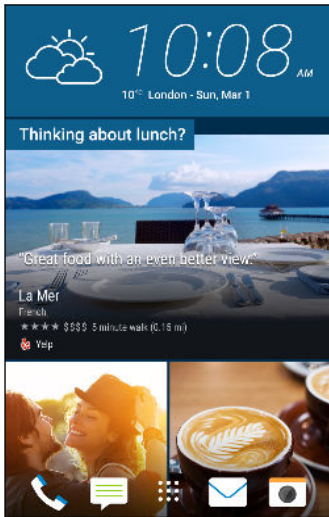 10:08 AM
10°C London - Sun, Mar 1
Thinking about lunch?
"Great food with an even better view."
La Mer
French
★★★★ $$$$ 5 minute walk (0.15 mi)
Yelp